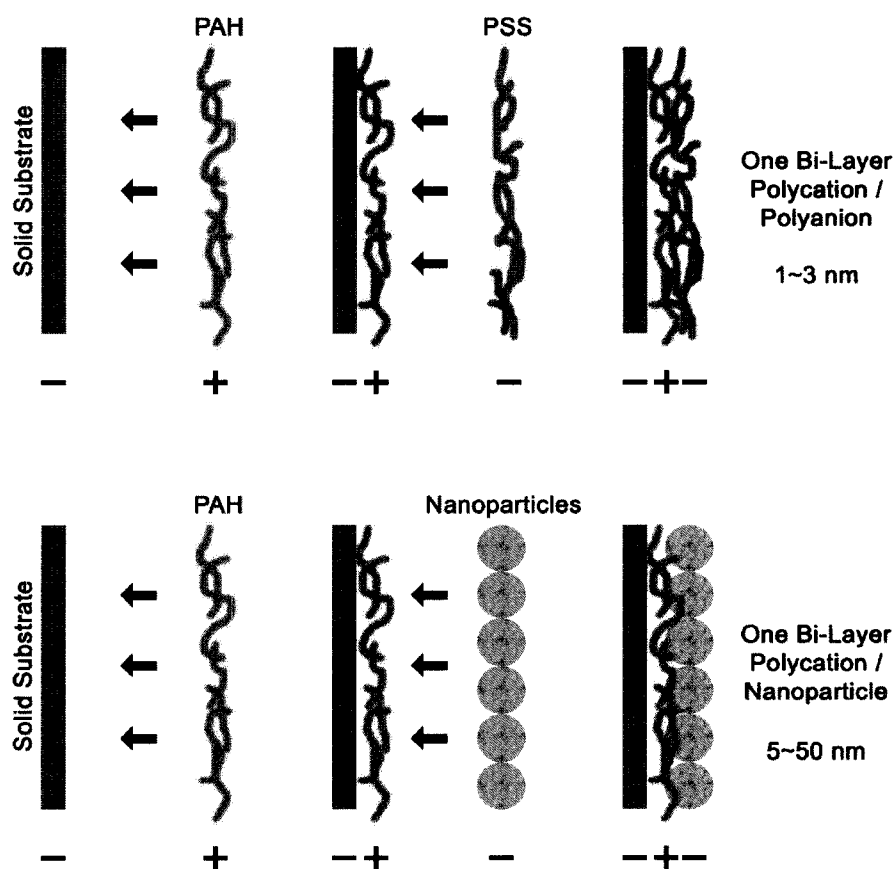 PAH
PSS
Solid Substrate
One Bi-Layer
Polycation /
Polyanion
1~3 nm
− + −+ − −+−
PAH
Nanoparticles
Solid Substrate
One Bi-Layer
Polycation /
Nanoparticle
5~50 nm
− + −+ − −+−